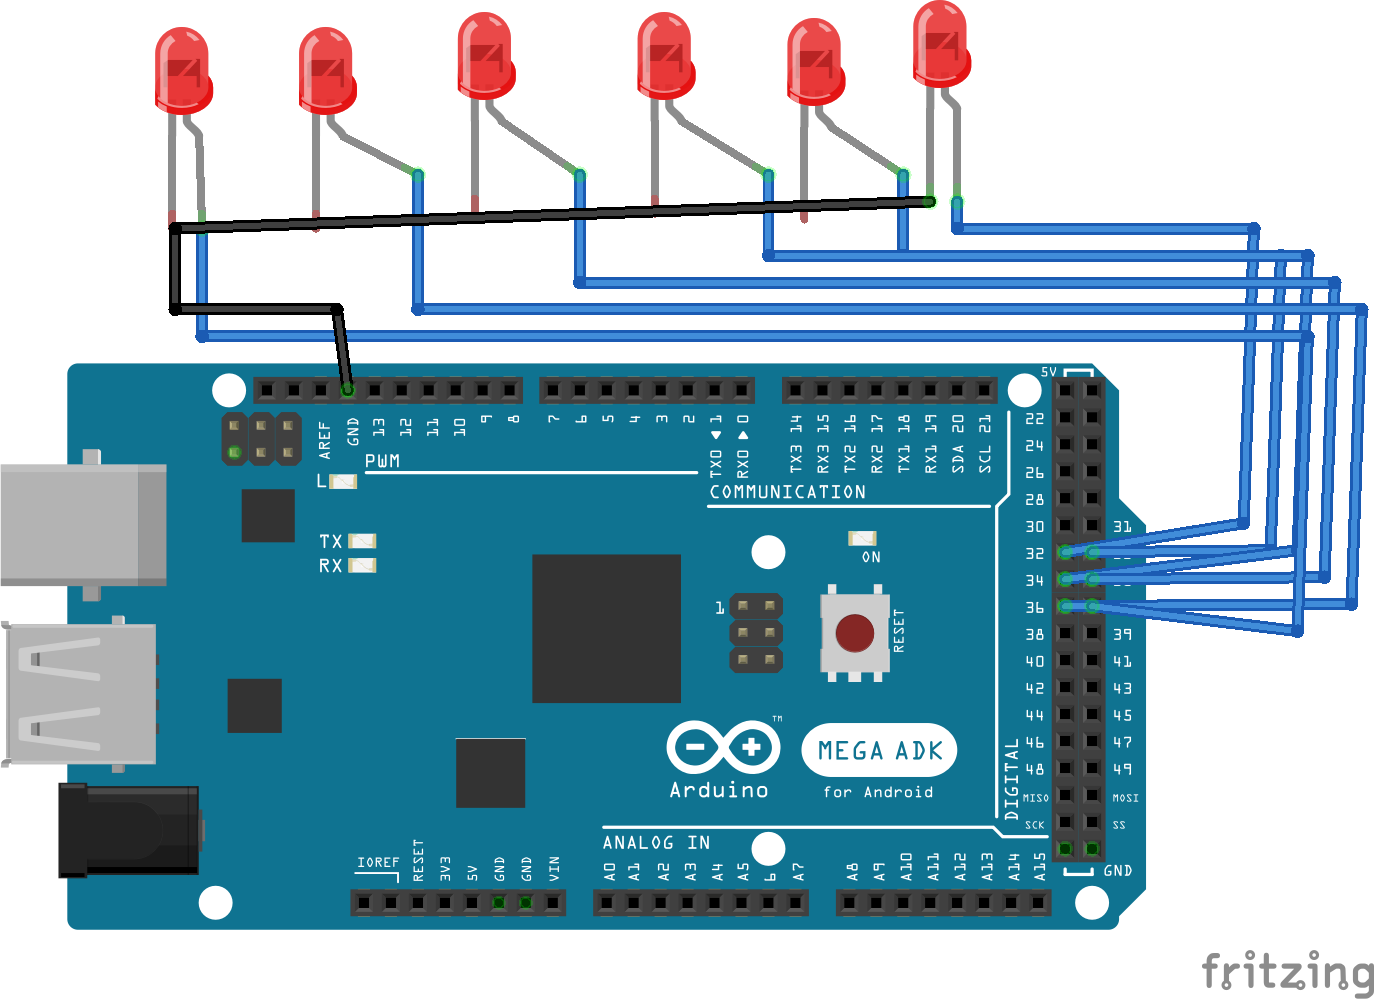 5V
AREF
GND
13
12
11
10
9
8
7
6
5
4
3
2
TX0 ◀ 1
RX0 ▶ 0
TX3 14
RX3 15
TX2 16
RX2 17
TX1 18
RX1 19
SDA 20
SCL 21
PWM
COMMUNICATION
L
TX
RX
ON
1
RESET
22
24
26
28
30 31
32
34
36
38 39
40 41
42 43
44 45
46 47
48 49
MISO MOSI
SCK SS
GND
DIGITAL
Arduino
TM
MEGA ADK
for Android
ANALOG IN
IOREF
RESET
3V3
5V
GND
GND
VIN
A0
A1
A2
A3
A4
A5
6
A7
A8
A9
A10
A11
A12
A13
A14
A15
fritzing